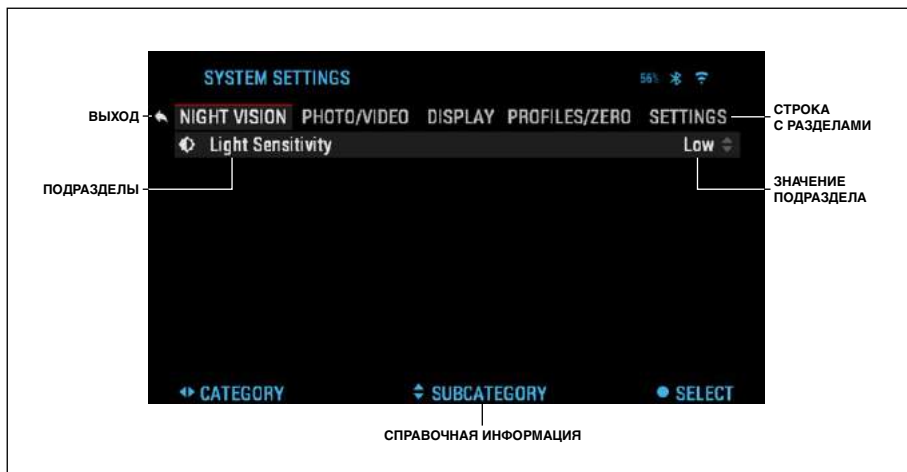 SYSTEM SETTINGS 56%
ВЫХОД NIGHT VISION PHOTO/VIDEO DISPLAY PROFILES/ZERO SETTINGS СТРОКА С РАЗДЕЛАМИ
Light Sensitivity Low
ПОДРАЗДЕЛЫ
ЗНАЧЕНИЕ
ПОДРАЗДЕЛА
CATEGORY SUBCATEGORY SELECT
СПРАВОЧНАЯ ИНФОРМАЦИЯ